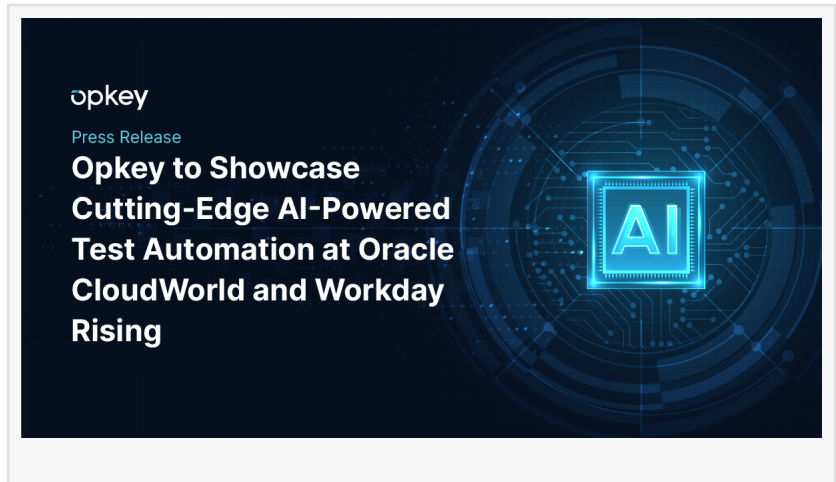 opkey
Press Release
Opkey to Showcase
Cutting-Edge AI-Powered
Test Automation at Oracle
CloudWorld and Workday
Rising
AI